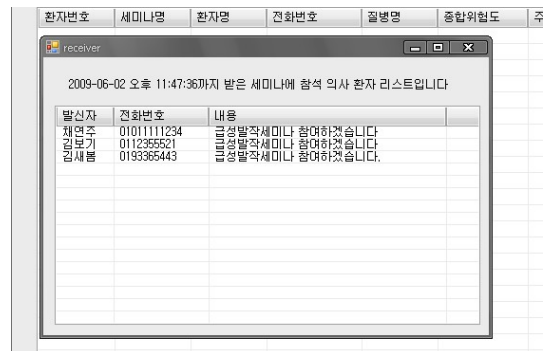 환자번호 세미나명 환자명 전화번호 질병명 종합위험도 주
receiver
2009-06-02 오후 11:47:36까지 받은 세미나에 참석 의사 환자 리스트입니다
발신자 전화번호 내용
채연주 01011111234 급성발작세미나 참여하겠습니다
김보기 0112355521 급성발작세미나 참여하겠습니다
김새봄 0193365443 급성발작세미나 참여하겠습니다.